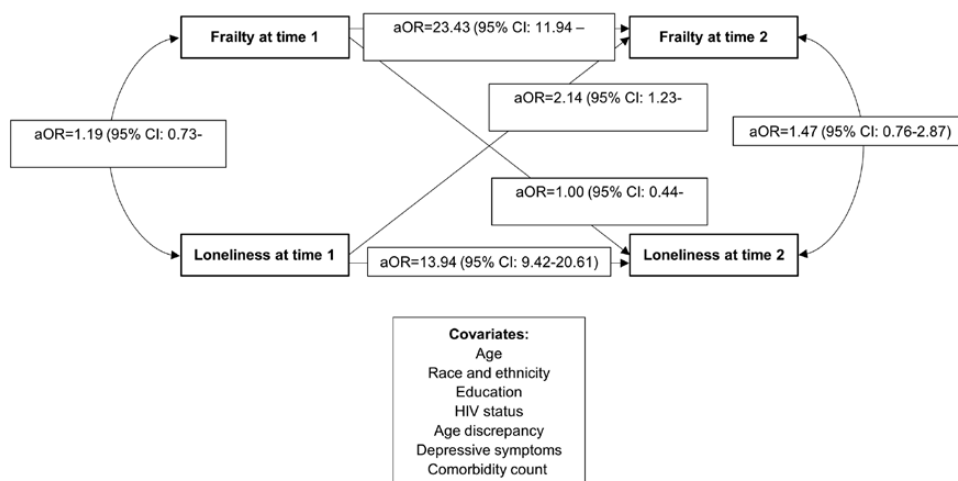 Frailty at time 1
aOR=23.43 (95% CI: 11.94 –
Frailty at time 2
aOR=2.14 (95% CI: 1.23-
aOR=1.19 (95% CI: 0.73-
aOR=1.47 (95% CI: 0.76-2.87)
aOR=1.00 (95% CI: 0.44-
Loneliness at time 1
aOR=13.94 (95% CI: 9.42-20.61)
Loneliness at time 2
Covariates:
Age
Race and ethnicity
Education
HIV status
Age discrepancy
Depressive symptoms
Comorbidity count